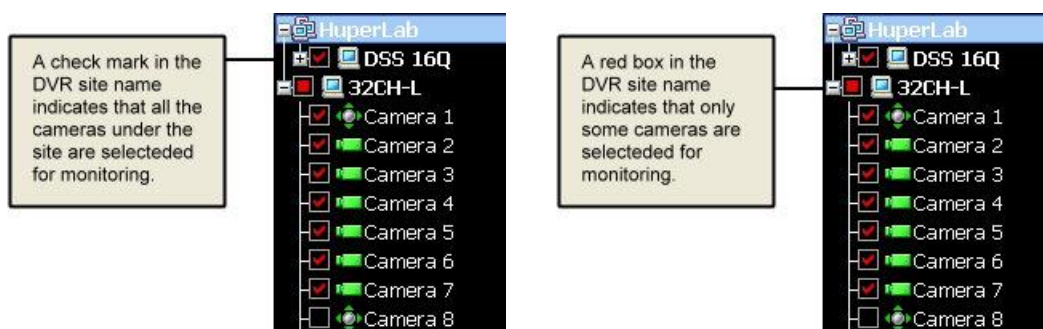 A check mark in the
DVR site name
indicates that all the
cameras under the
site are selecteded
for monitoring.
HuperLab
DSS 16Q
32CH-L
Camera 1
Camera 2
Camera 3
Camera 4
Camera 5
Camera 6
Camera 7
Camera 8
A red box in the
DVR site name
indicates that only
some cameras are
selecteded for
monitoring.
HuperLab
DSS 16Q
32CH-L
Camera 1
Camera 2
Camera 3
Camera 4
Camera 5
Camera 6
Camera 7
Camera 8